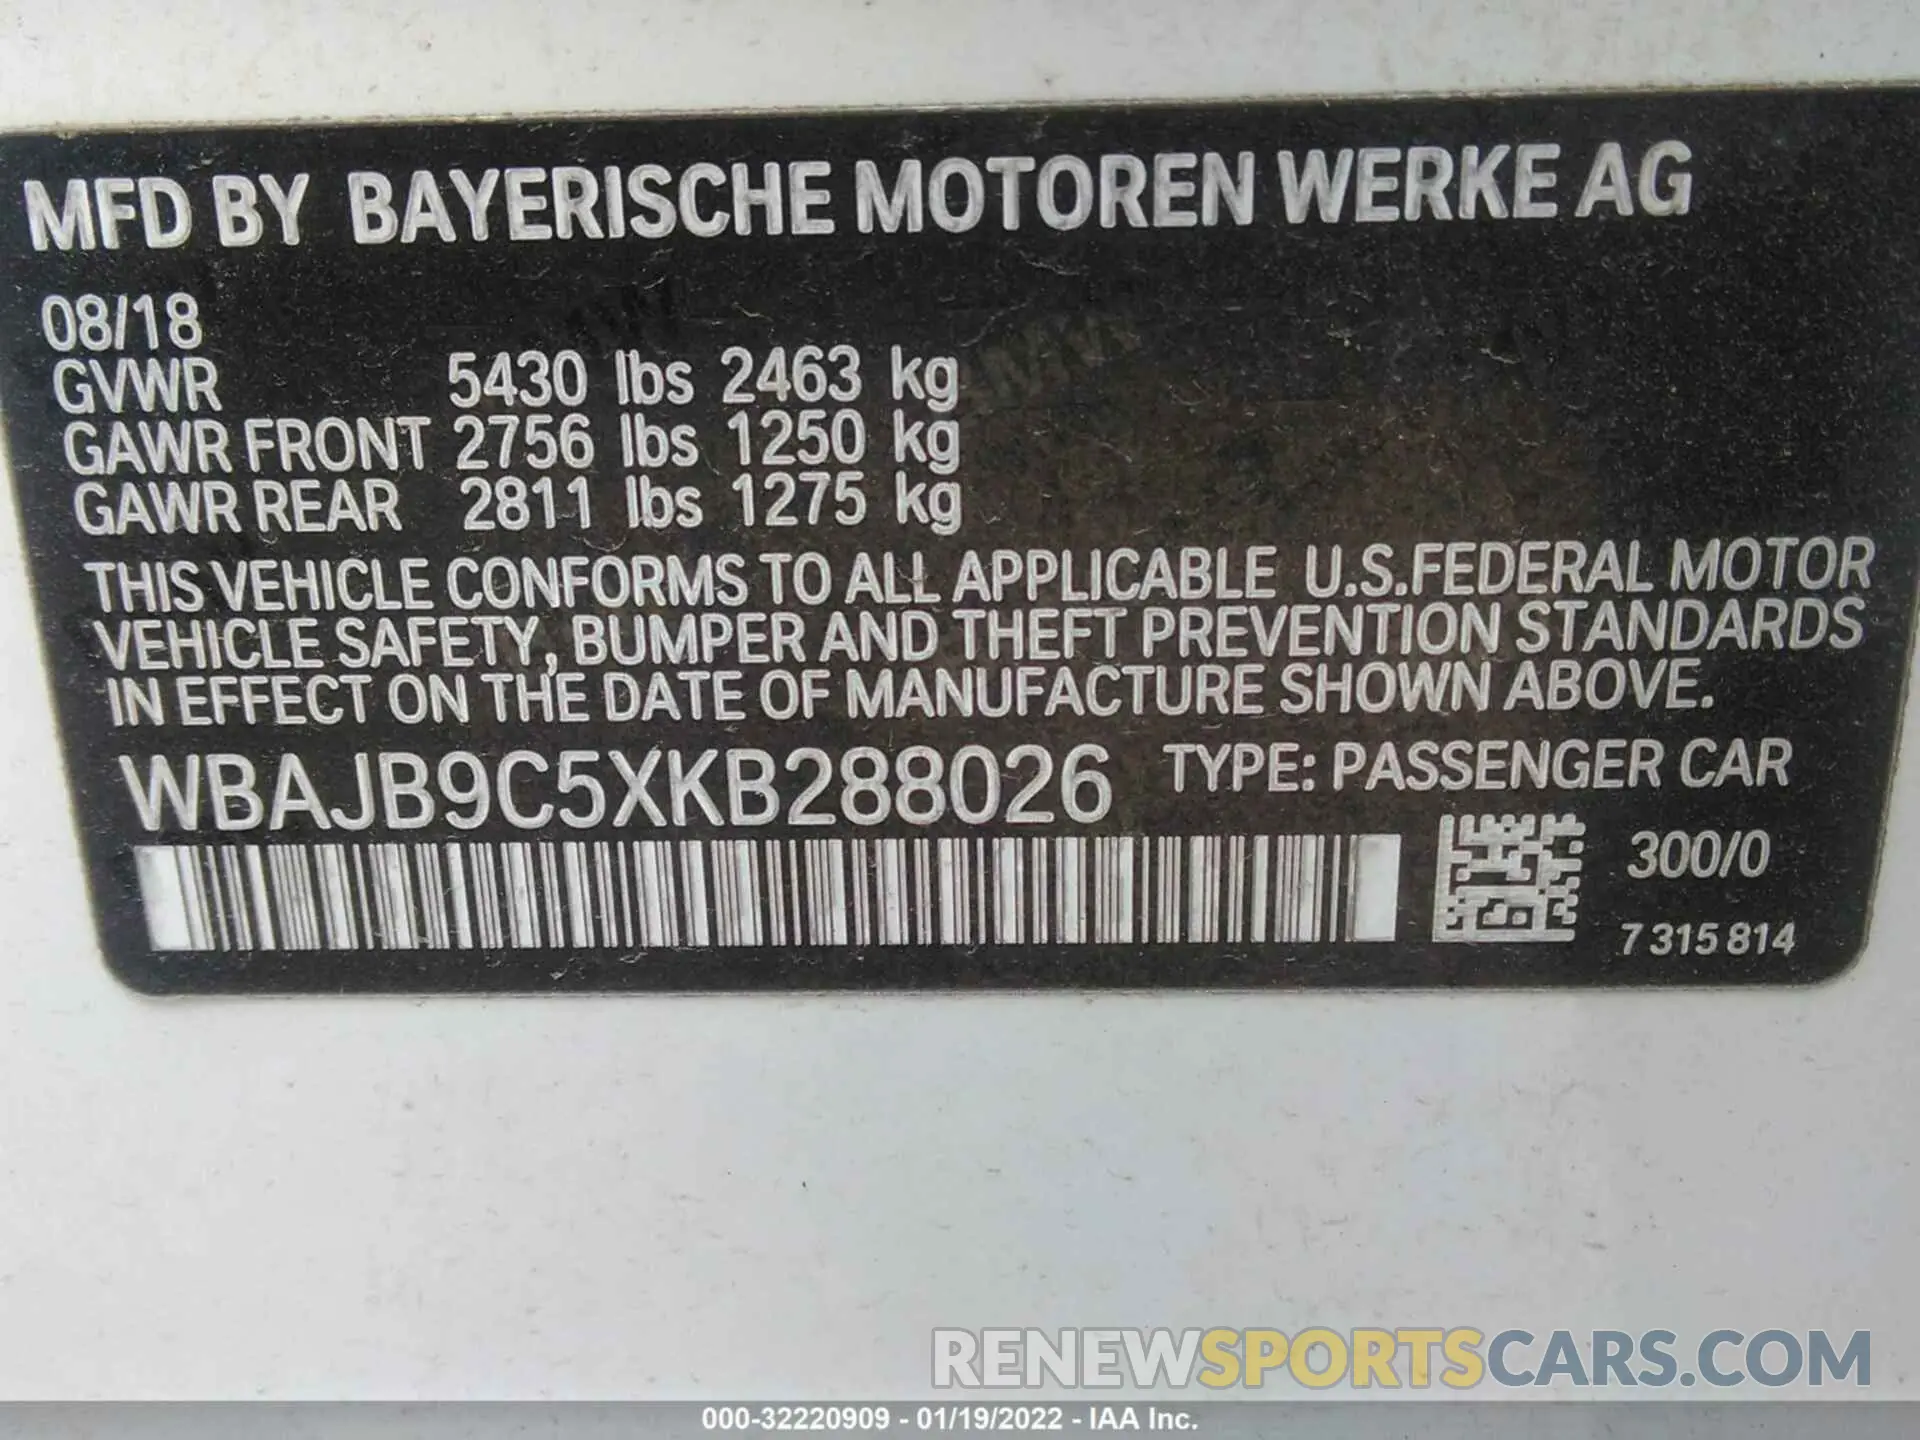 MFD BY BAYERISCHE MOTOREN WERKE AG
08/18
GVWR 5430 lbs 2463 kg
GAWR FRONT 2756 lbs 1250 kg
GAWR REAR 2811 lbs 1275 kg
THIS VEHICLE CONFORMS TO ALL APPLICABLE U.S.FEDERAL MOTOR
VEHICLE SAFETY, BUMPER AND THEFT PREVENTION STANDARDS
IN EFFECT ON THE DATE OF MANUFACTURE SHOWN ABOVE.
WBAJB9C5XKB288026 TYPE: PASSENGER CAR
300/0
7 315 814
RENEWSPORTSCARS.COM
000-32220909 - 01/19/2022 - IAA Inc.